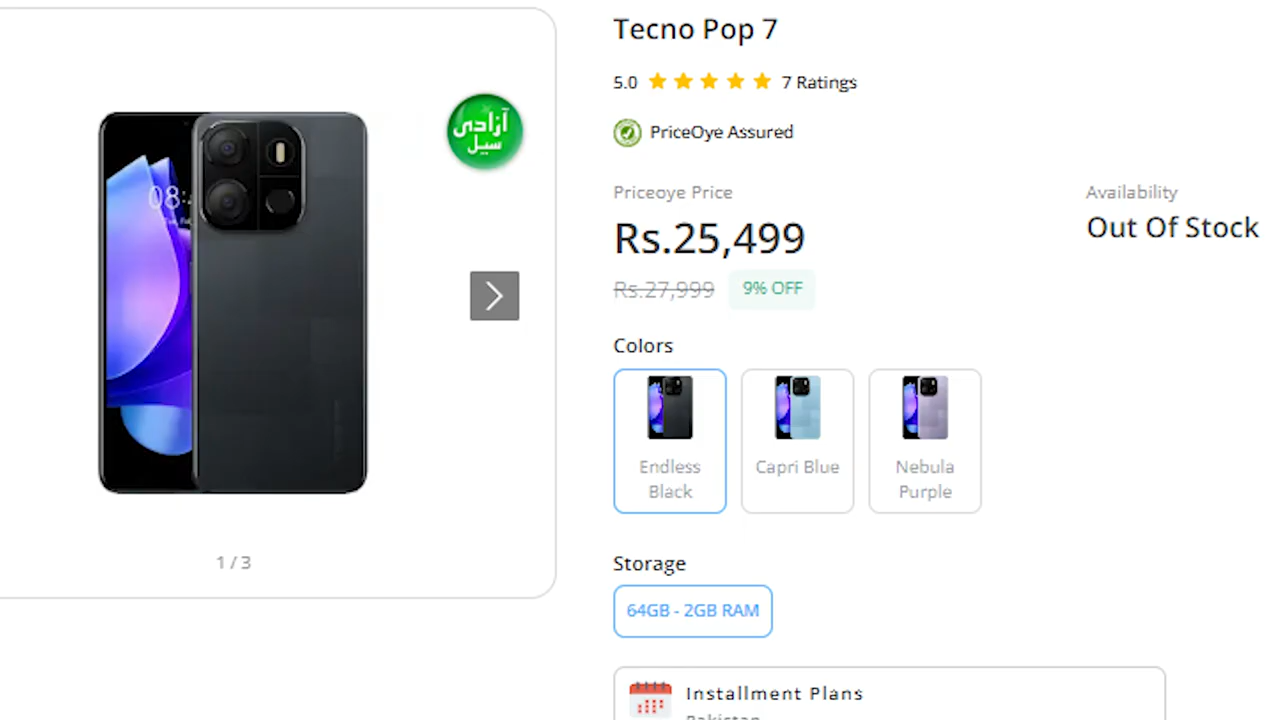 Tecno Pop 7
5.0 7 Ratings
PriceOye Assured
آزادی
سیل
08:
Priceoye Price
Rs.25,499
Rs.27,999 9% OFF
Availability
Out Of Stock
Colors
Endless
Black
Capri Blue
Nebula
Purple
1 / 3
Storage
64GB - 2GB RAM
Installment Plans
Pakistan